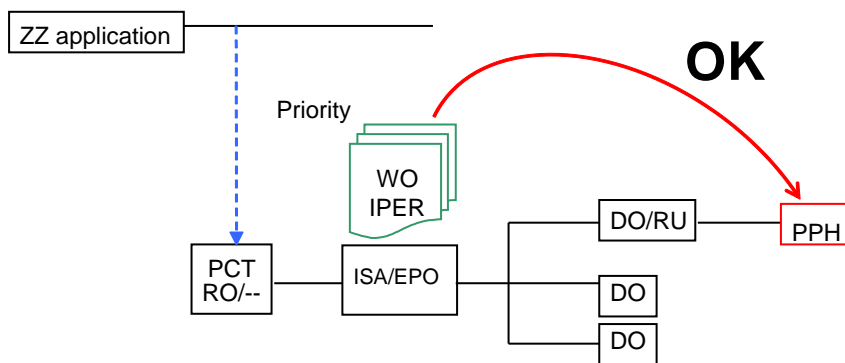 ZZ application
OK
Priority
WO
IPER
DO/RU
PPH
PCT
RO/--
ISA/EPO
DO
DO